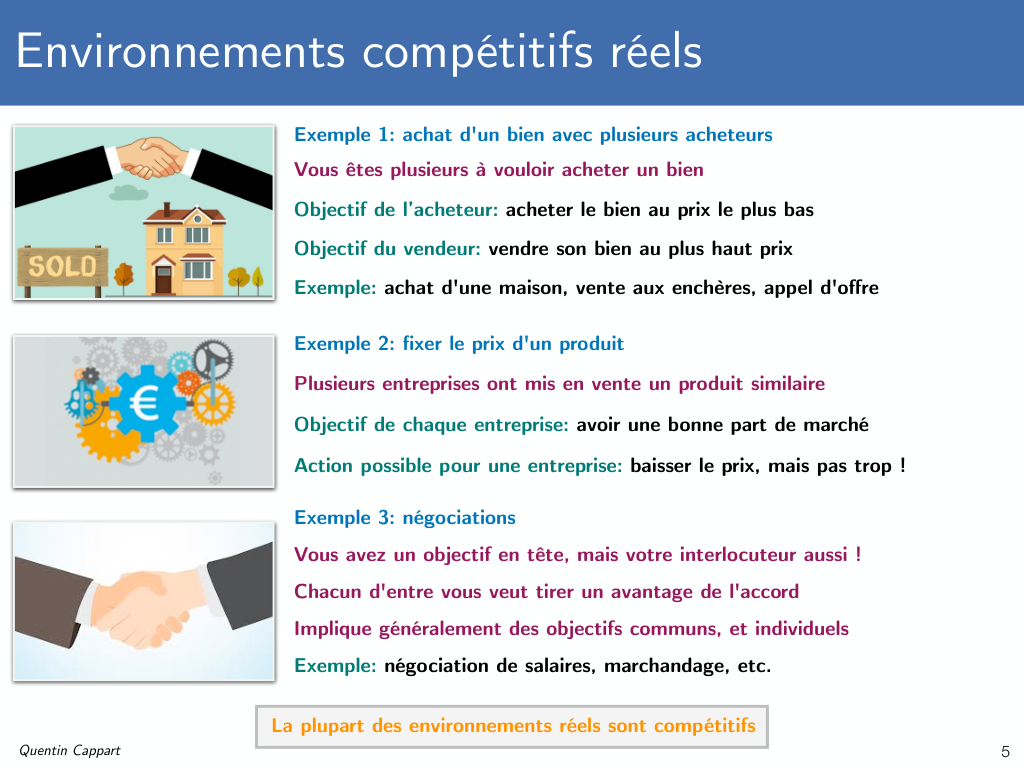 Environnements compétitifs réels
Exemple 1: achat d'un bien avec plusieurs acheteurs
Vous êtes plusieurs à vouloir acheter un bien
Objectif de l'acheteur: acheter le bien au prix le plus bas
Objectif du vendeur: vendre son bien au plus haut prix
Exemple: achat d'une maison, vente aux enchères, appel d'offre
SOLD
Exemple 2: fixer le prix d'un produit
Plusieurs entreprises ont mis en vente un produit similaire
Objectif de chaque entreprise: avoir une bonne part de marché
Action possible pour une entreprise: baisser le prix, mais pas trop !
€
Exemple 3: négociations
Vous avez un objectif en tête, mais votre interlocuteur aussi !
Chacun d'entre vous veut tirer un avantage de l'accord
Implique généralement des objectifs communs, et individuels
Exemple: négociation de salaires, marchandage, etc.
La plupart des environnements réels sont compétitifs
Quentin Cappart
5